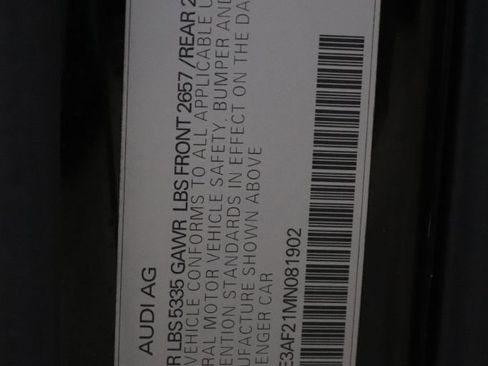 AUDI AG
R LBS 5335 GAWR LBS FRONT 2657/REAR 2
VEHICLE CONFORMS TO ALL APPLICABLE
RAL MOTOR VEHICLE SAFETY, BUMPER AND
ENTION STANDARDS IN EFFECT ON THE DA
UFACTURE SHOWN ABOVE
ENGER CAR
E3AF21MN081902